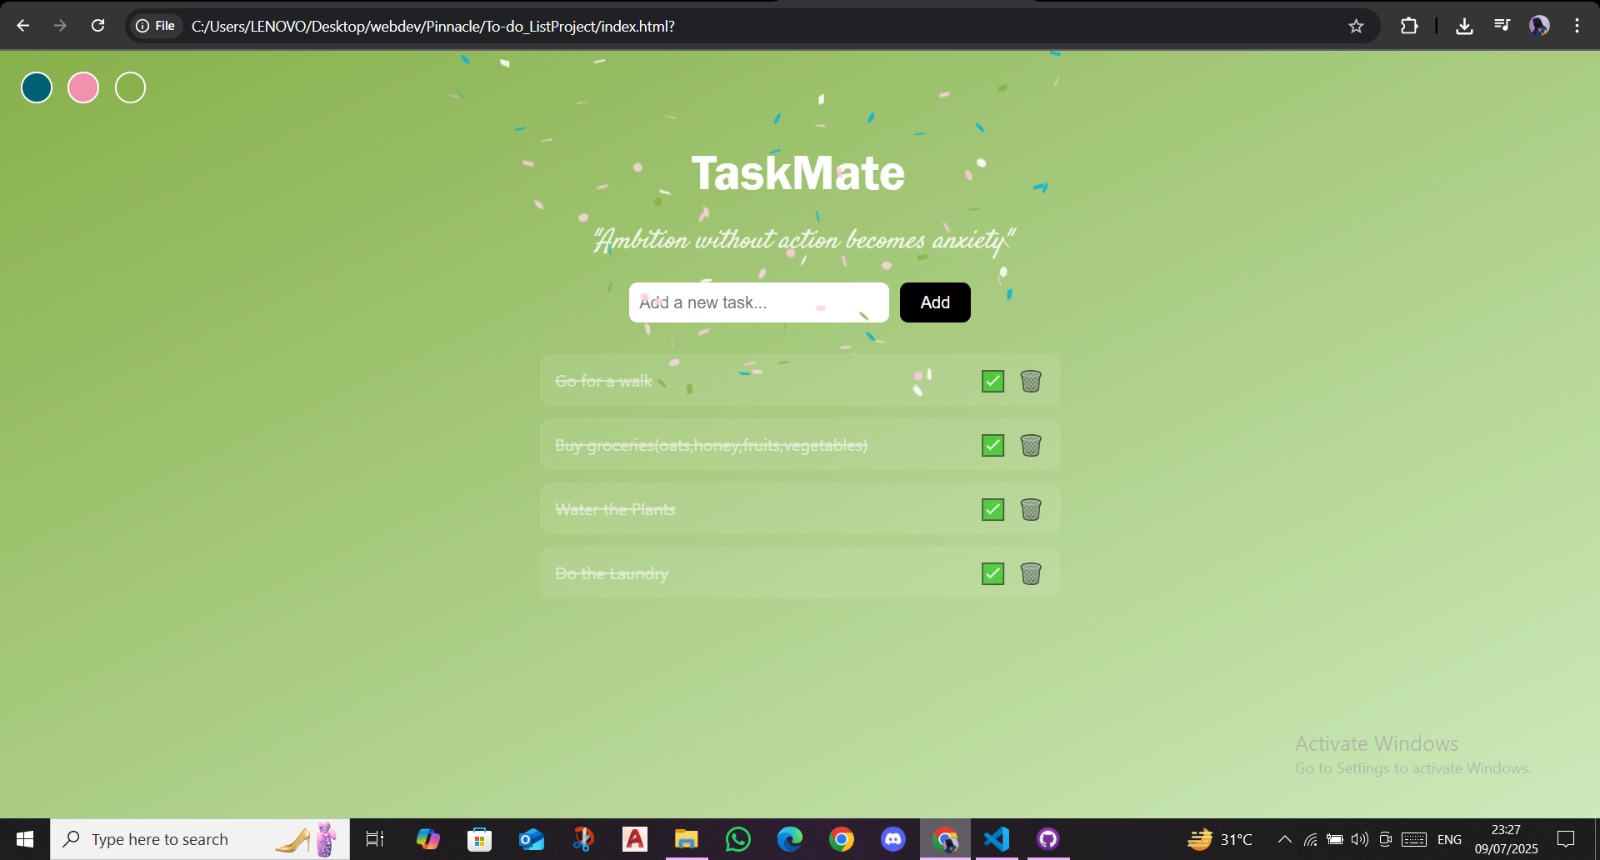 File C:/Users/LENOVO/Desktop/webdev/Pinnacle/To-do_ListProject/index.html?
TaskMate
"Ambition without action becomes anxiety"
Add a new task... Add
Go for a walk
Buy groceries(oats,honey,fruits,vegetables)
Water the Plants
Do the Laundry
Activate Windows
Go to Settings to activate Windows.
Type here to search 31°C ENG 23:27
09/07/2025